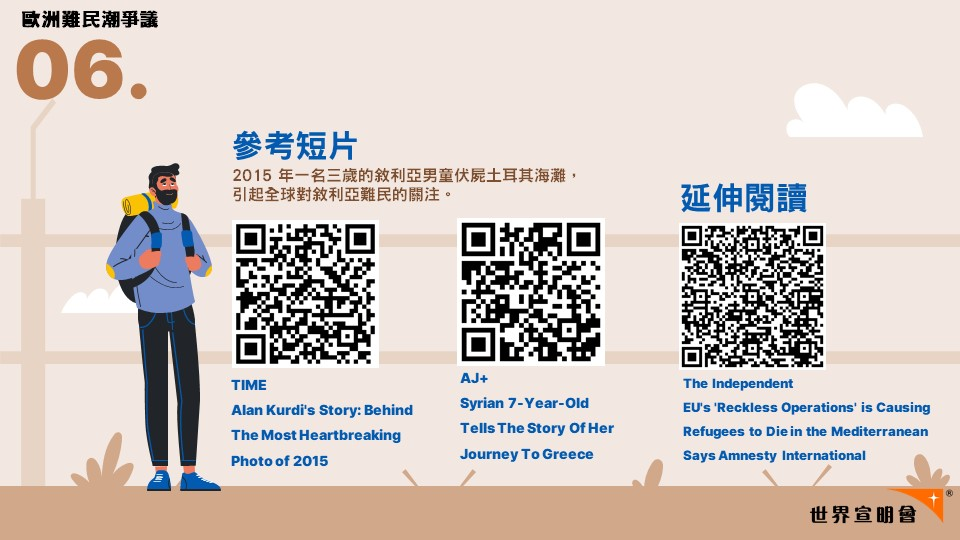 歐洲難民潮爭議
06.
參考短片
2015 年一名三歲的敘利亞男童伏屍土耳其海灘，
引起全球對敘利亞難民的關注。
延伸閱讀
TIME
Alan Kurdi's Story: Behind
The Most Heartbreaking
Photo of 2015
AJ+
Syrian 7-Year-Old
Tells The Story Of Her
Journey To Greece
The Independent
EU's 'Reckless Operations' is Causing
Refugees to Die in the Mediterranean
Says Amnesty International
世界宣明會
®